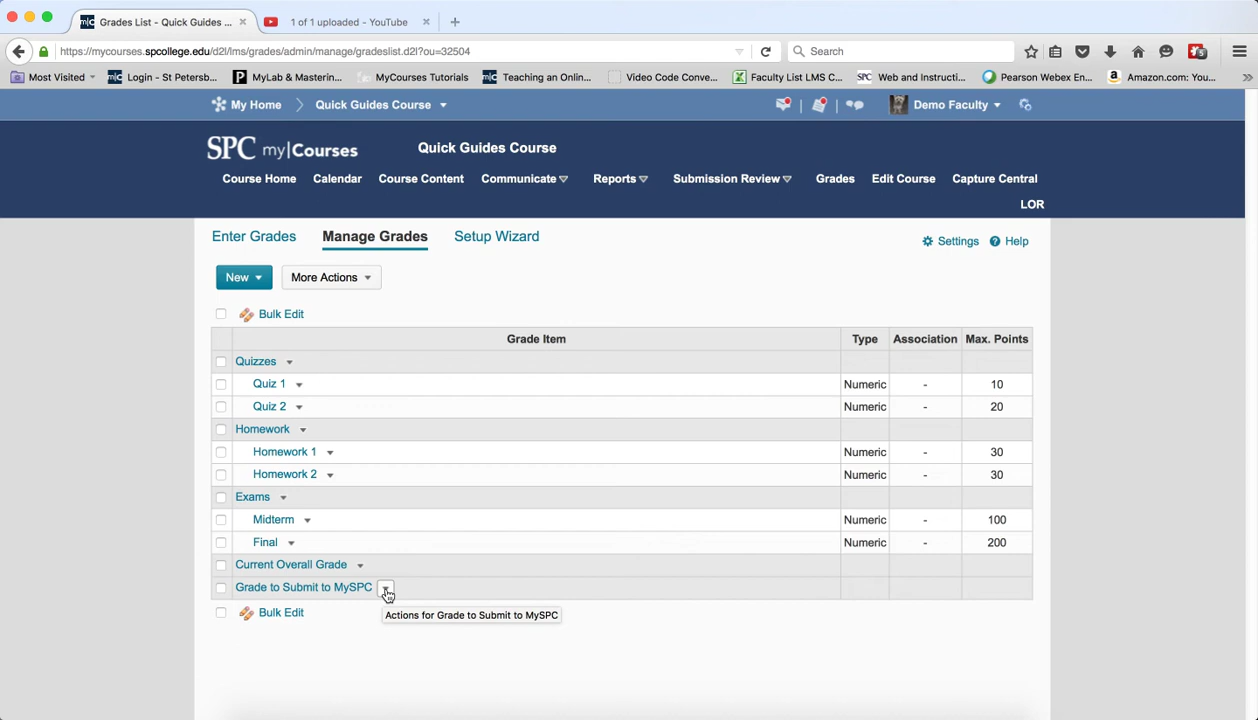 Grades List - Quick Guides ...
1 of 1 uploaded - YouTube
https://mycourses.spcollege.edu/d2l/lms/grades/admin/manage/gradeslist.d2l?ou=32504
Search
5
Most Visited
Login - St Petersb...
MyLab & Masterin...
MyCourses Tutorials
Teaching an Onlin...
Video Code Conve...
Faculty List LMS C...
Web and Instructi...
Pearson Webex En...
Amazon.com: You...
My Home
Quick Guides Course
Demo Faculty
SPC my|Courses
Quick Guides Course
Course Home
Calendar
Course Content
Communicate
Reports
Submission Review
Grades
Edit Course
Capture Central
LOR
Enter Grades
Manage Grades
Setup Wizard
Settings
Help
New
More Actions
Bulk Edit
Grade Item Type Association Max. Points
Quizzes
Quiz 1 Numeric - 10
Quiz 2 Numeric - 20
Homework
Homework 1 Numeric - 30
Homework 2 Numeric - 30
Exams
Midterm Numeric - 100
Final Numeric - 200
Current Overall Grade
Grade to Submit to MySPC
Bulk Edit
Actions for Grade to Submit to MySPC